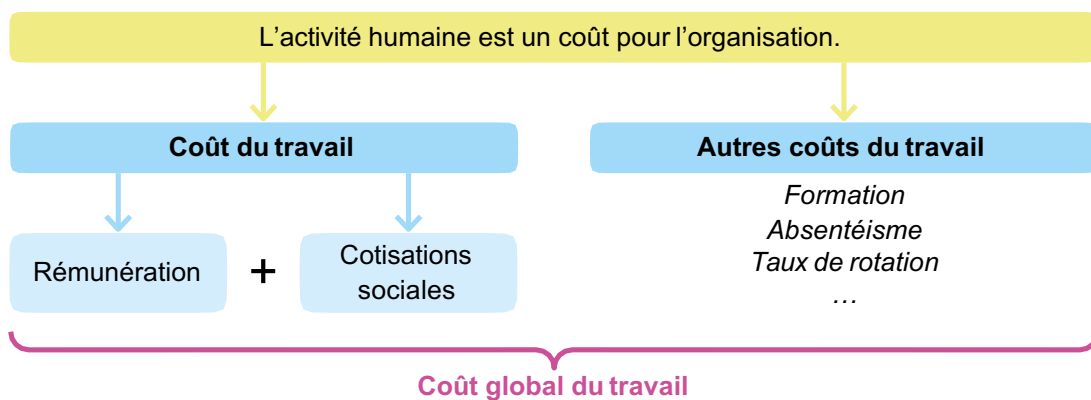 L’activité humaine est un coût pour l’organisation.
Coût du travail
Autres coûts du travail
Rémunération
+
Cotisations
sociales
Formation
Absentéisme
Taux de rotation
…
Coût global du travail